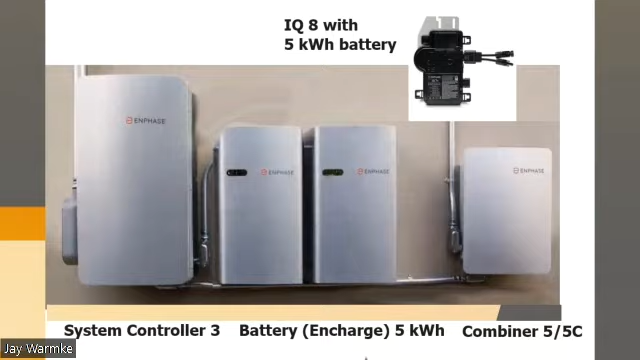 IQ 8 with
5 kWh battery
ENPHASE
ENPHASE
ENPHASE
ENPHASE
System Controller 3
Battery (Encharge) 5 kWh
Combiner 5/5C
Jay Warmke